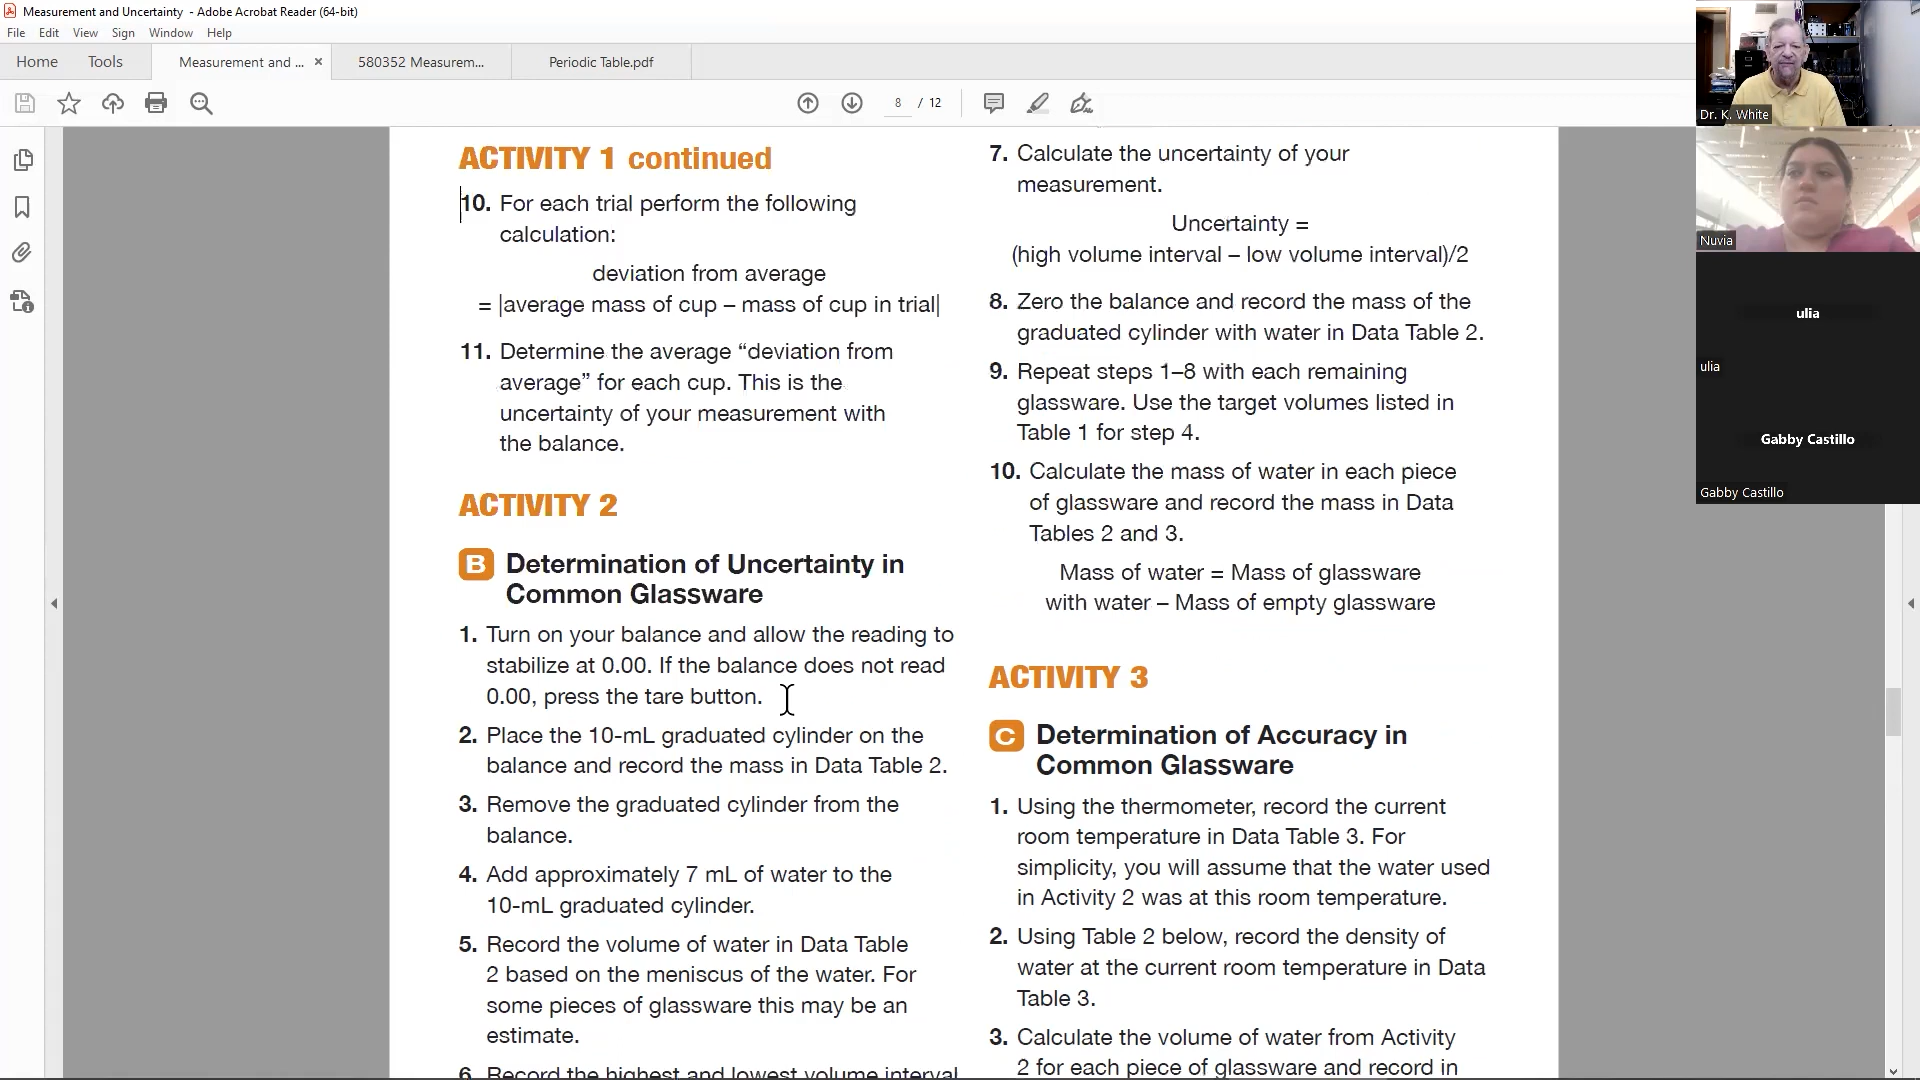 Measurement and Uncertainty - Adobe Acrobat Reader (64-bit)
File Edit View Sign Window Help
Home Tools Measurement and ... × 580352 Measurem... Periodic Table.pdf
8 / 12
ACTIVITY 1 continued
10. For each trial perform the following
calculation:
deviation from average
= |average mass of cup – mass of cup in trial|
11. Determine the average “deviation from
average” for each cup. This is the
uncertainty of your measurement with
the balance.
ACTIVITY 2
B Determination of Uncertainty in
Common Glassware
1. Turn on your balance and allow the reading to
stabilize at 0.00. If the balance does not read
0.00, press the tare button.
2. Place the 10-mL graduated cylinder on the
balance and record the mass in Data Table 2.
3. Remove the graduated cylinder from the
balance.
4. Add approximately 7 mL of water to the
10-mL graduated cylinder.
5. Record the volume of water in Data Table
2 based on the meniscus of the water. For
some pieces of glassware this may be an
estimate.
6. Record the highest and lowest volume interval
7. Calculate the uncertainty of your
measurement.
Uncertainty =
(high volume interval – low volume interval)/2
8. Zero the balance and record the mass of the
graduated cylinder with water in Data Table 2.
9. Repeat steps 1–8 with each remaining
glassware. Use the target volumes listed in
Table 1 for step 4.
10. Calculate the mass of water in each piece
of glassware and record the mass in Data
Tables 2 and 3.
Mass of water = Mass of glassware
with water – Mass of empty glassware
ACTIVITY 3
C Determination of Accuracy in
Common Glassware
1. Using the thermometer, record the current
room temperature in Data Table 3. For
simplicity, you will assume that the water used
in Activity 2 was at this room temperature.
2. Using Table 2 below, record the density of
water at the current room temperature in Data
Table 3.
3. Calculate the volume of water from Activity
2 for each piece of glassware and record in
Dr. K. White
Nuvia
ulia
ulia
Gabby Castillo
Gabby Castillo